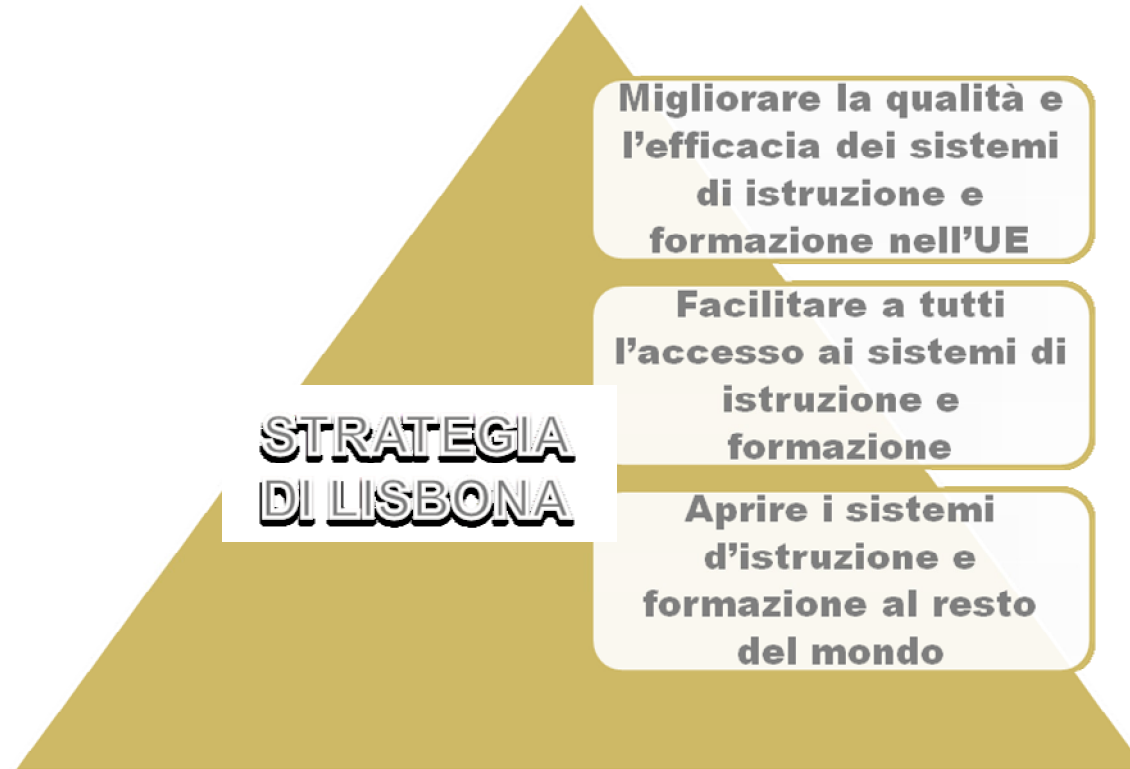 Migliorare la qualità e
l’efficacia dei sistemi
di istruzione e
formazione nell’UE
Facilitare a tutti
l’accesso ai sistemi di
istruzione e
formazione
STRATEGIA
DI LISBONA
Aprire i sistemi
d’istruzione e
formazione al resto
del mondo